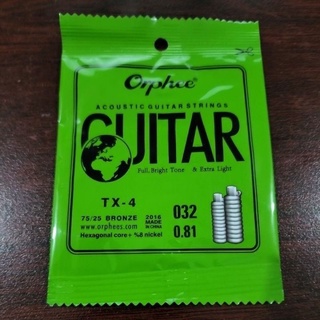 Orphee®
ACOUSTIC GUITAR STRINGS
GUITAR
Full, Bright Tone & Extra Light
TX-4
75/25 BRONZE 2016 MADE IN CHINA
www.orphees.com
Hexagonal core+ %8 nickel
032
0.81